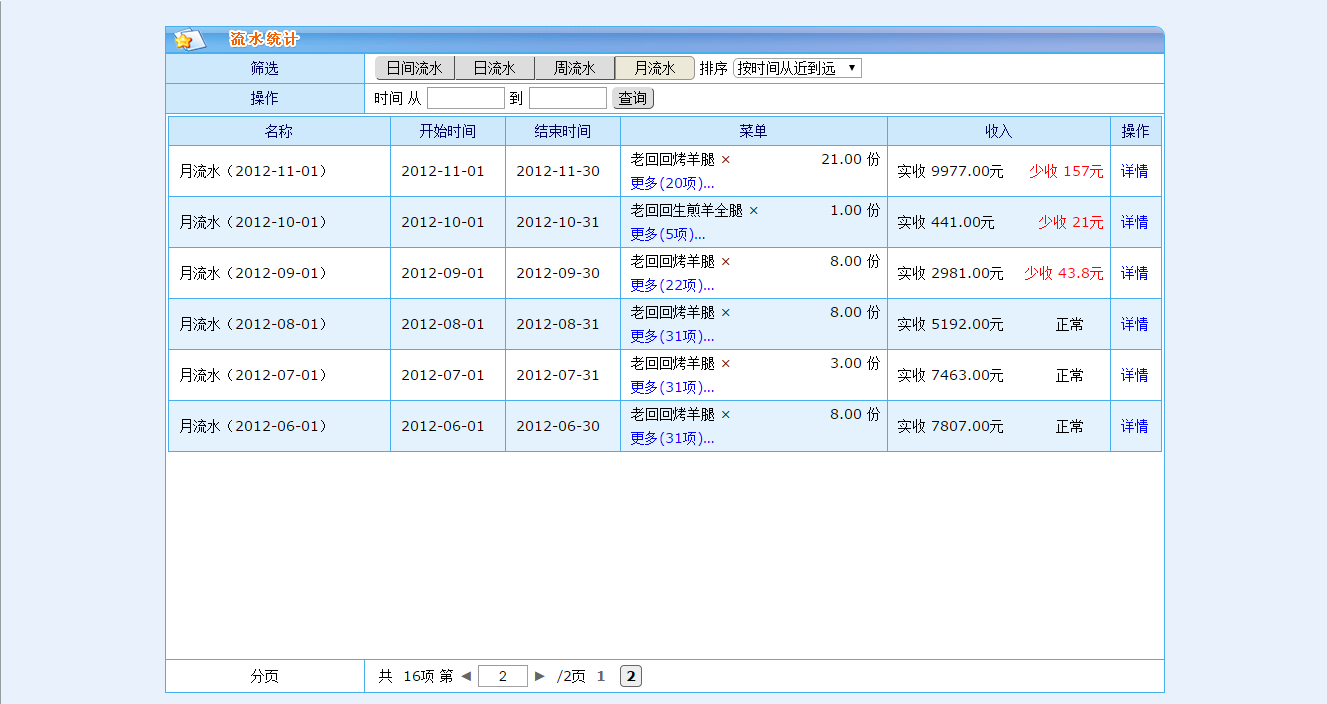 流水统计
筛选 日间流水 日流水 周流水 月流水 排序 按时间从近到远
操作 时间 从 到 查询
名称 开始时间 结束时间 菜单 收入 操作
月流水（2012-11-01） 2012-11-01 2012-11-30 老回回烤羊腿 × 21.00 份 实收 9977.00元 少收 157元 详情
更多(20项)...
月流水（2012-10-01） 2012-10-01 2012-10-31 老回回生煎羊全腿 × 1.00 份 实收 441.00元 少收 21元 详情
更多(5项)...
月流水（2012-09-01） 2012-09-01 2012-09-30 老回回烤羊腿 × 8.00 份 实收 2981.00元 少收 43.8元 详情
更多(22项)...
月流水（2012-08-01） 2012-08-01 2012-08-31 老回回烤羊腿 × 8.00 份 实收 5192.00元 正常 详情
更多(31项)...
月流水（2012-07-01） 2012-07-01 2012-07-31 老回回烤羊腿 × 3.00 份 实收 7463.00元 正常 详情
更多(31项)...
月流水（2012-06-01） 2012-06-01 2012-06-30 老回回烤羊腿 × 8.00 份 实收 7807.00元 正常 详情
更多(31项)...
分页 共 16项 第 ◀ 2 ▶ /2页 1 2